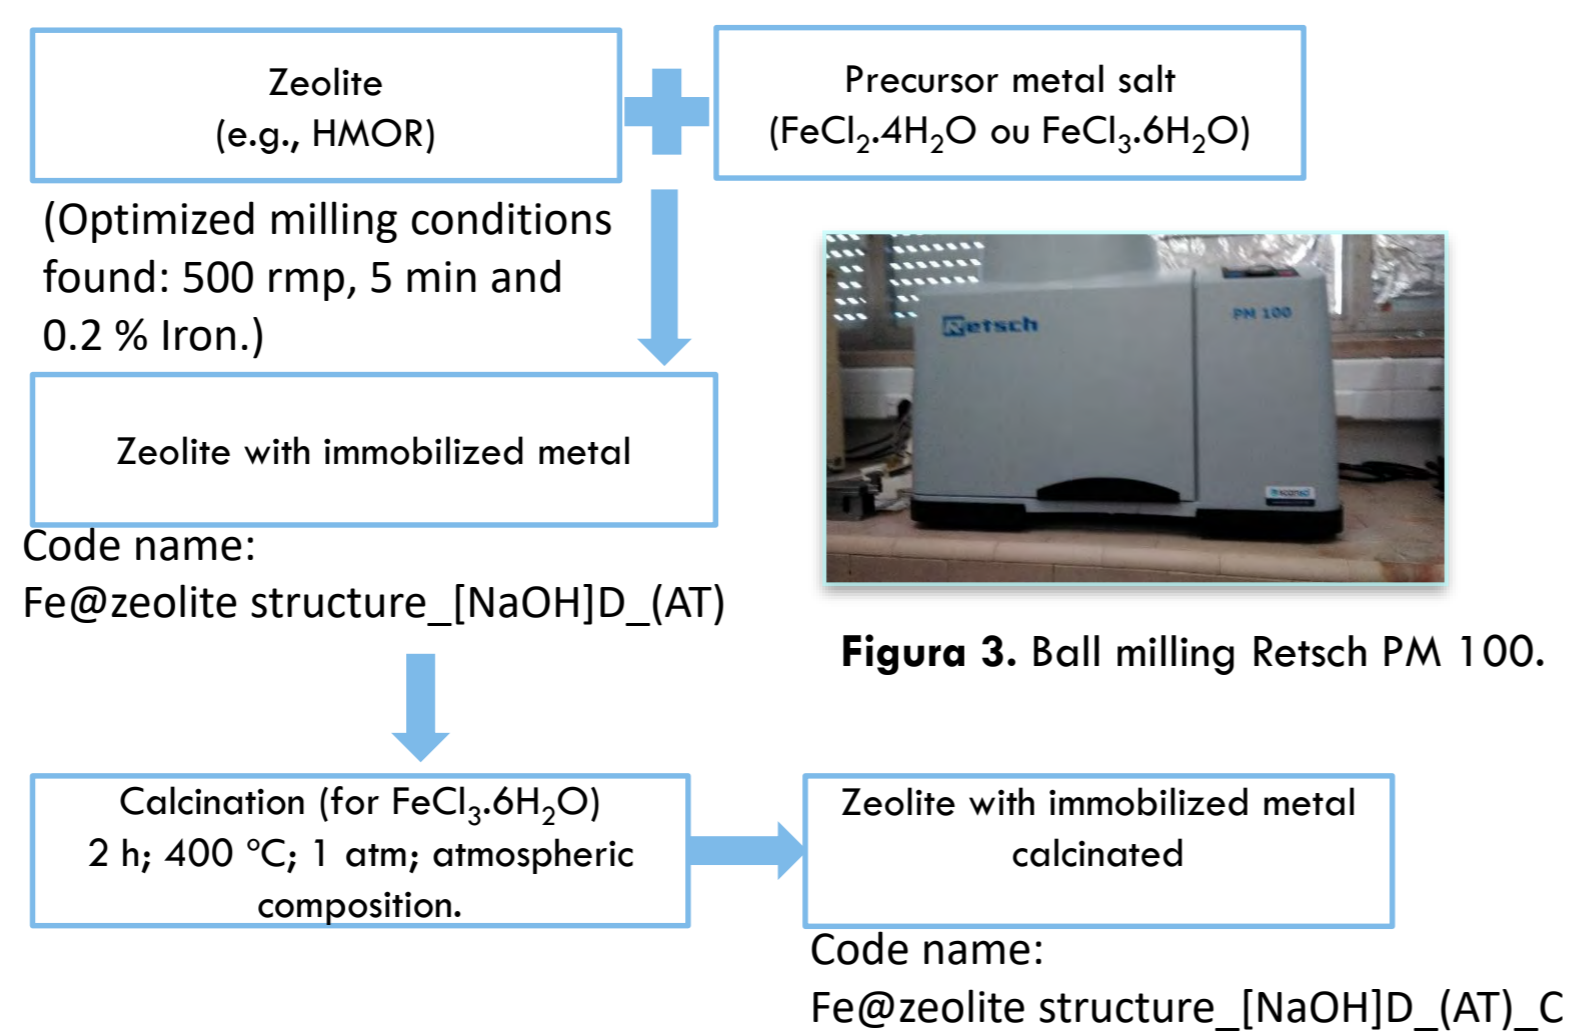 Zeolite
(e.g., HMOR)
Precursor metal salt
(FeCl₂.4H₂O ou FeCl₃.6H₂O)
(Optimized milling conditions
found: 500 rmp, 5 min and
0.2 % Iron.)
Retsch
PM 100
Zeolite with immobilized metal
Code name:
Fe@zeolite structure_[NaOH]D_(AT)
Figura 3. Ball milling Retsch PM 100.
Calcination (for FeCl₃.6H₂O)
2 h; 400 °C; 1 atm; atmospheric
composition.
Zeolite with immobilized metal
calcinated
Code name:
Fe@zeolite structure_[NaOH]D_(AT)_C